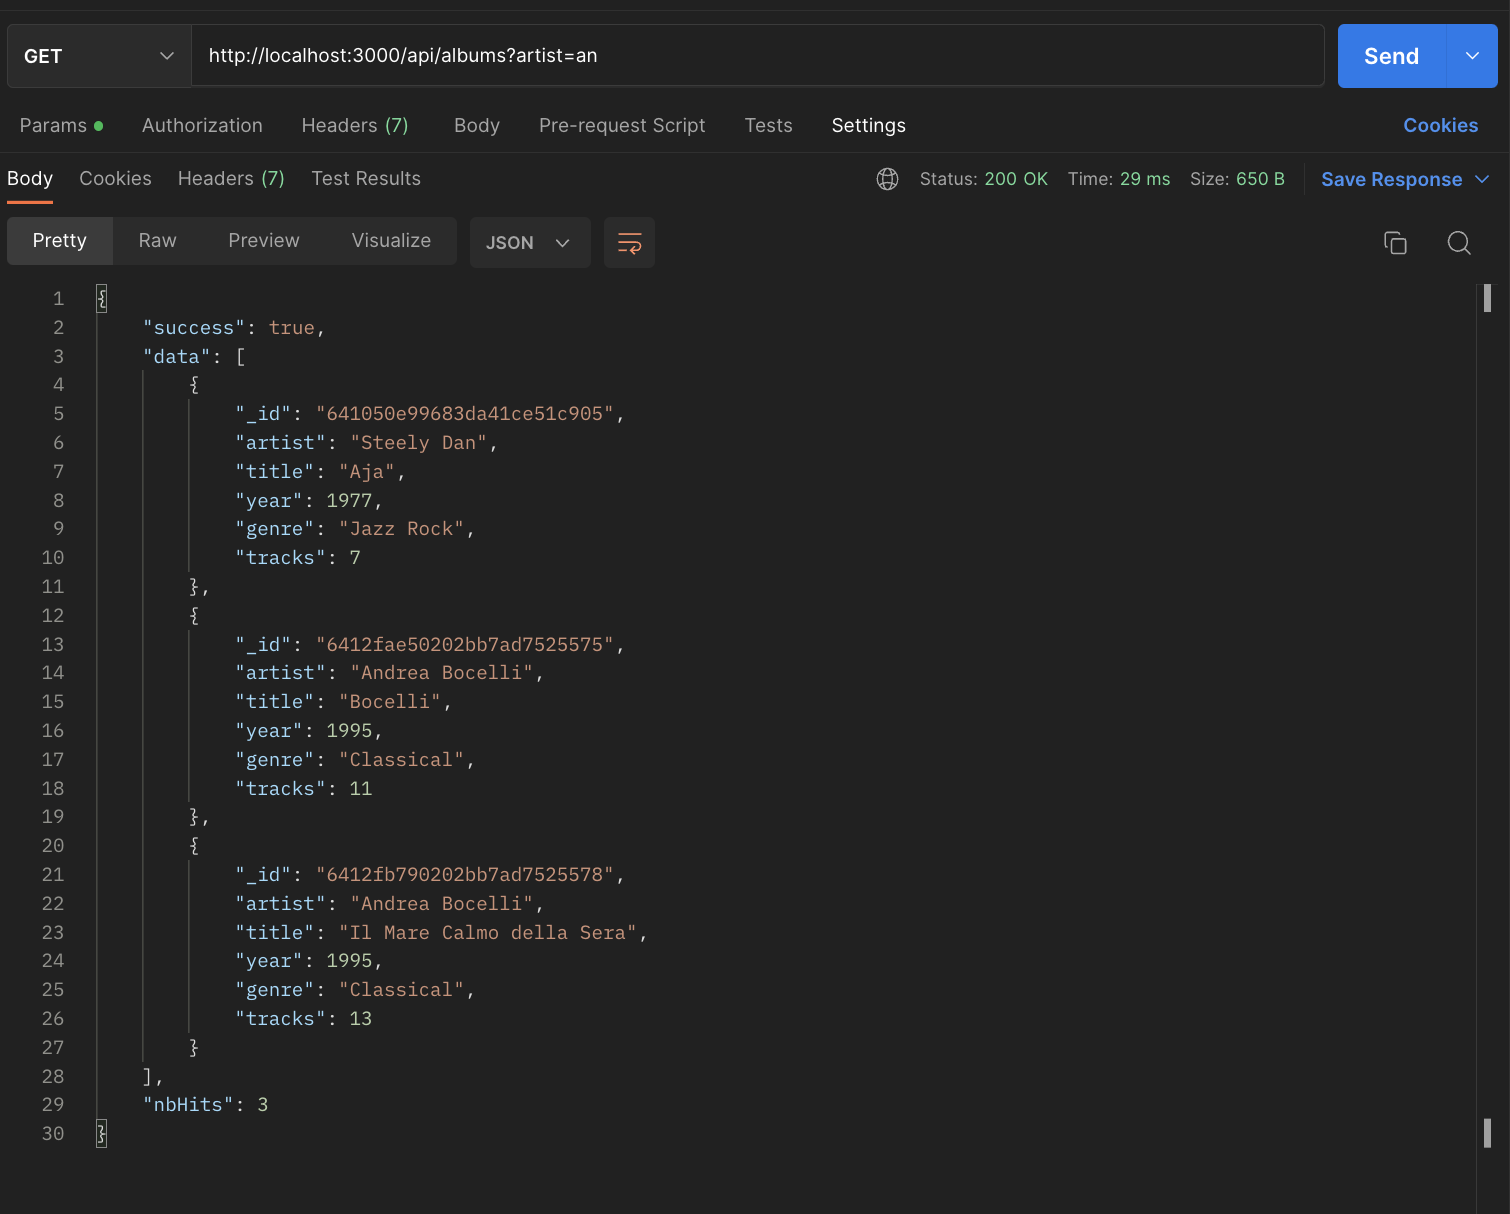 GET http://localhost:3000/api/albums?artist=an Send
Params Authorization Headers (7) Body Pre-request Script Tests Settings Cookies
Body Cookies Headers (7) Test Results Status: 200 OK Time: 29 ms Size: 650 B Save Response
Pretty Raw Preview Visualize JSON
1 {
2 "success": true,
3 "data": [
4 {
5 "_id": "641050e99683da41ce51c905",
6 "artist": "Steely Dan",
7 "title": "Aja",
8 "year": 1977,
9 "genre": "Jazz Rock",
10 "tracks": 7
11 },
12 {
13 "_id": "6412fae50202bb7ad7525575",
14 "artist": "Andrea Bocelli",
15 "title": "Bocelli",
16 "year": 1995,
17 "genre": "Classical",
18 "tracks": 11
19 },
20 {
21 "_id": "6412fb790202bb7ad7525578",
22 "artist": "Andrea Bocelli",
23 "title": "Il Mare Calmo della Sera",
24 "year": 1995,
25 "genre": "Classical",
26 "tracks": 13
27 }
28 ],
29 "nbHits": 3
30 }